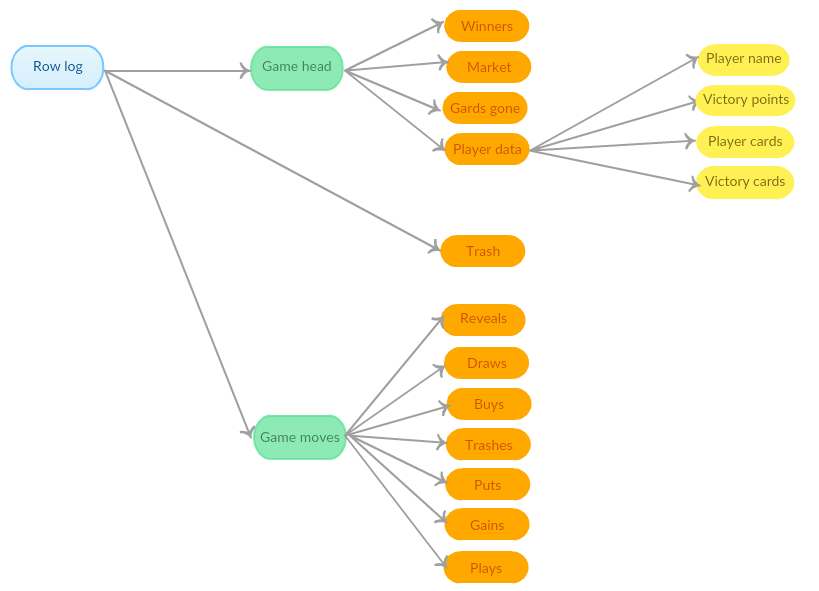 Row log
Game head
Winners
Market
Gards gone
Player data
Player name
Victory points
Player cards
Victory cards
Trash
Game moves
Reveals
Draws
Buys
Trashes
Puts
Gains
Plays